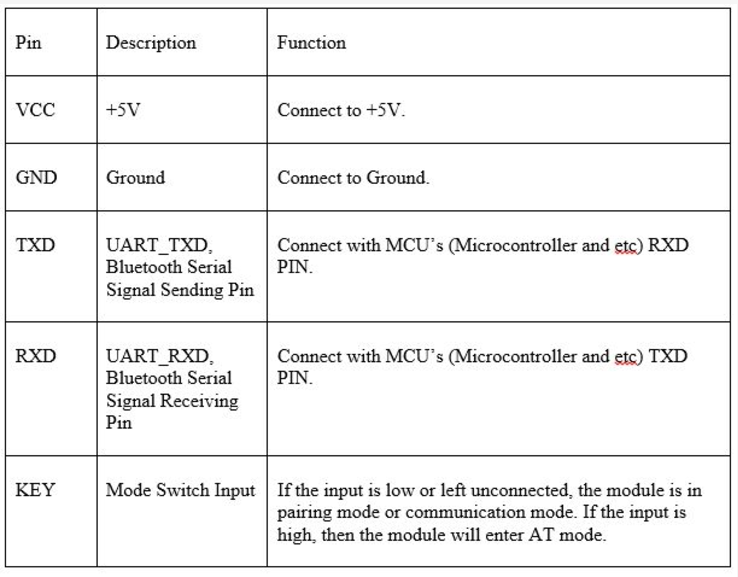 Pin Description Function
VCC +5V Connect to +5V.
GND Ground Connect to Ground.
TXD UART_TXD, Connect with MCU’s (Microcontroller and etc) RXD
Bluetooth Serial PIN.
Signal Sending Pin
RXD UART_RXD, Connect with MCU’s (Microcontroller and etc) TXD
Bluetooth Serial PIN.
Signal Receiving
Pin
KEY Mode Switch Input If the input is low or left unconnected, the module is in
pairing mode or communication mode. If the input is
high, then the module will enter AT mode.